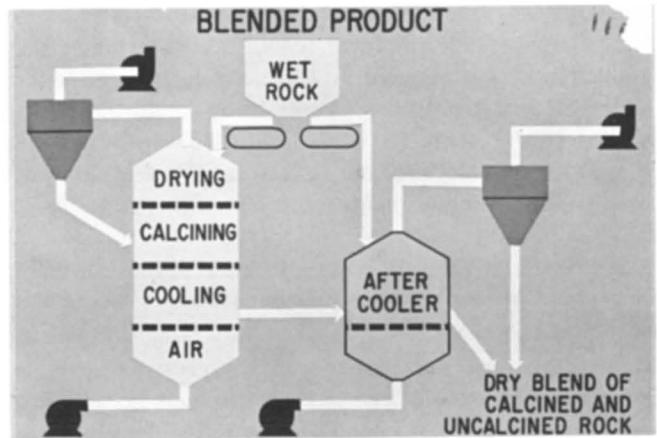 BLENDED PRODUCT
WET
ROCK
DRYING
CALCINING
COOLING
AIR
AFTER
COOLER
DRY BLEND OF
CALCINED AND
UNCALCINED ROCK